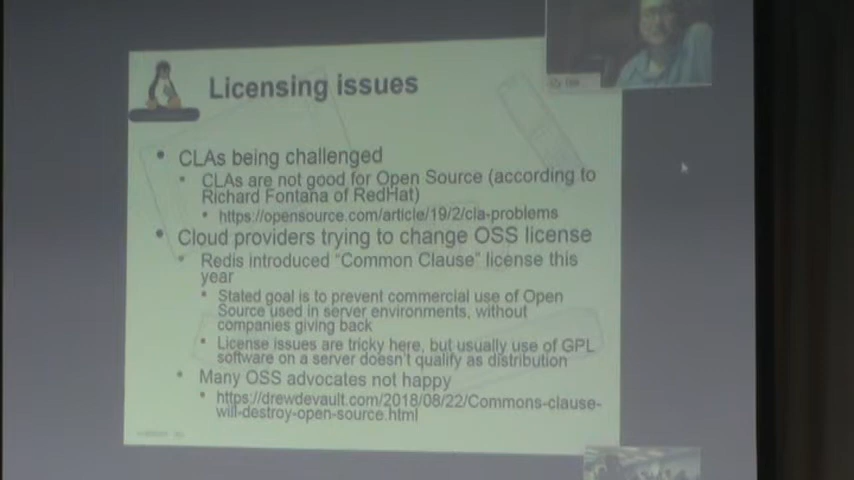 Licensing issues
CLAs being challenged
CLAs are not good for Open Source (according to
Richard Fontana of RedHat)
https://opensource.com/article/19/2/cla-problems
Cloud providers trying to change OSS license
Redis introduced "Common Clause" license this
year
Stated goal is to prevent commercial use of Open
Source used in server environments, without
companies giving back
License issues are tricky here, but usually use of GPL
software on a server doesn't qualify as distribution
Many OSS advocates not happy
https://drewdevault.com/2018/08/22/Commons-clause-
will-destroy-open-source.html